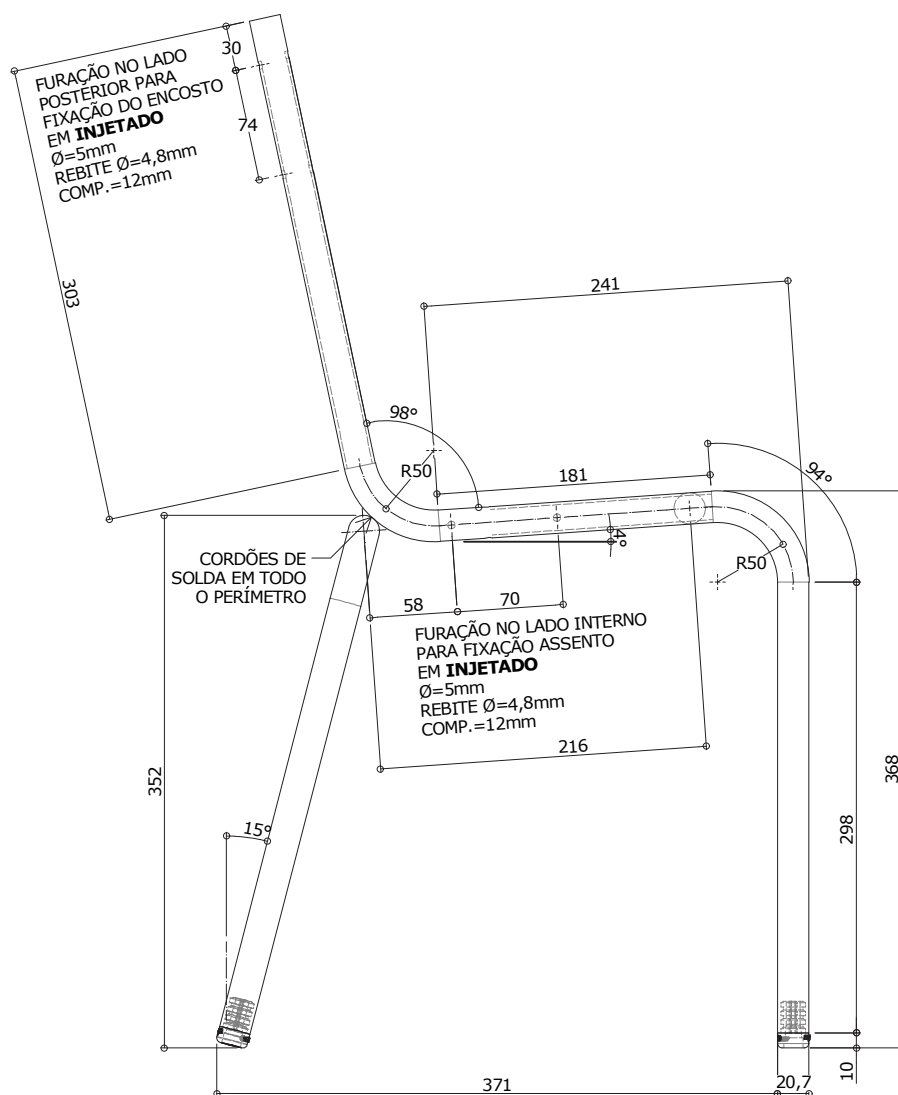 30
FURAÇÃO NO LADO
POSTERIOR PARA
FIXAÇÃO DO ENCOSTO
EM INJETADO
Ø=5mm
REBITE Ø=4,8mm
COMP.=12mm
74
303
241
98°
R50
181
94°
4°
R50
CORDÕES DE
SOLDA EM TODO
O PERÍMETRO
58
70
FURAÇÃO NO LADO INTERNO
PARA FIXAÇÃO ASSENTO
EM INJETADO
Ø=5mm
REBITE Ø=4,8mm
COMP.=12mm
216
352
368
15°
298
10
371
20,7